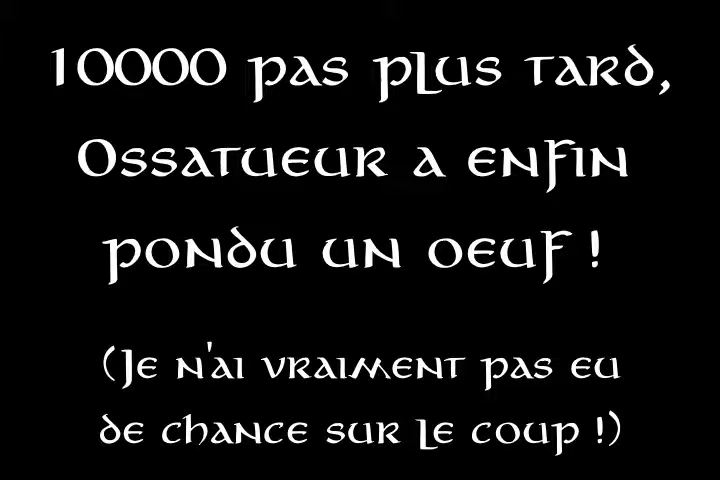 10000 pas plus tard,
Ossatueur a enfin
pondu un oeuf !
(Je n'ai vraiment pas eu
de chance sur le coup !)